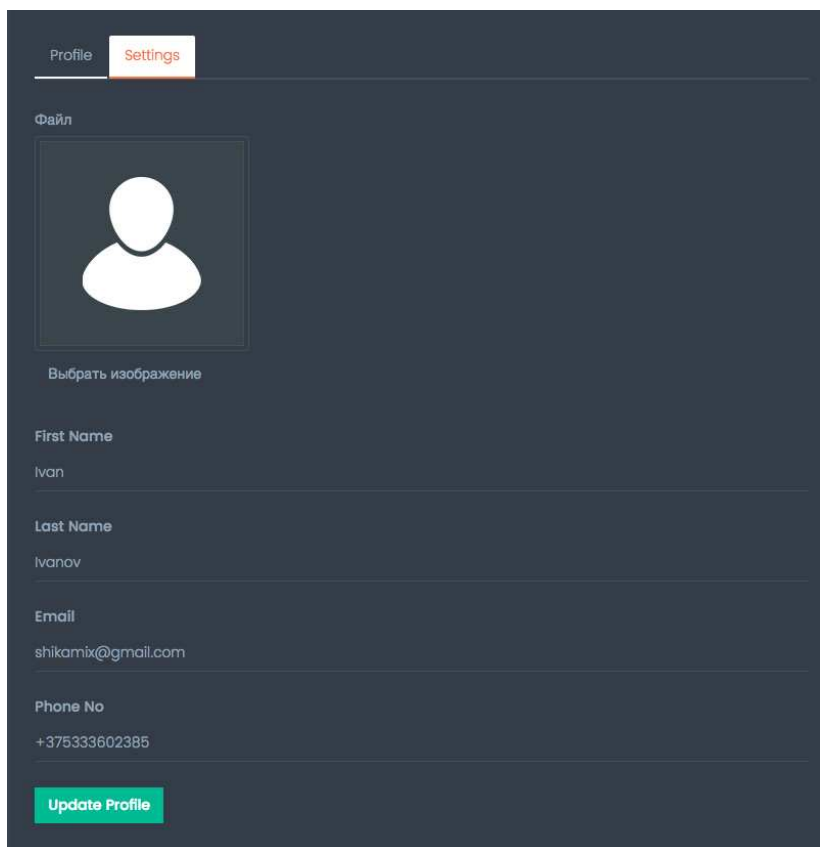 Profile Settings
Файл
Выбрать изображение
First Name
Ivan
Last Name
Ivanov
Email
shikamix@gmail.com
Phone No
+375333602385
Update Profile